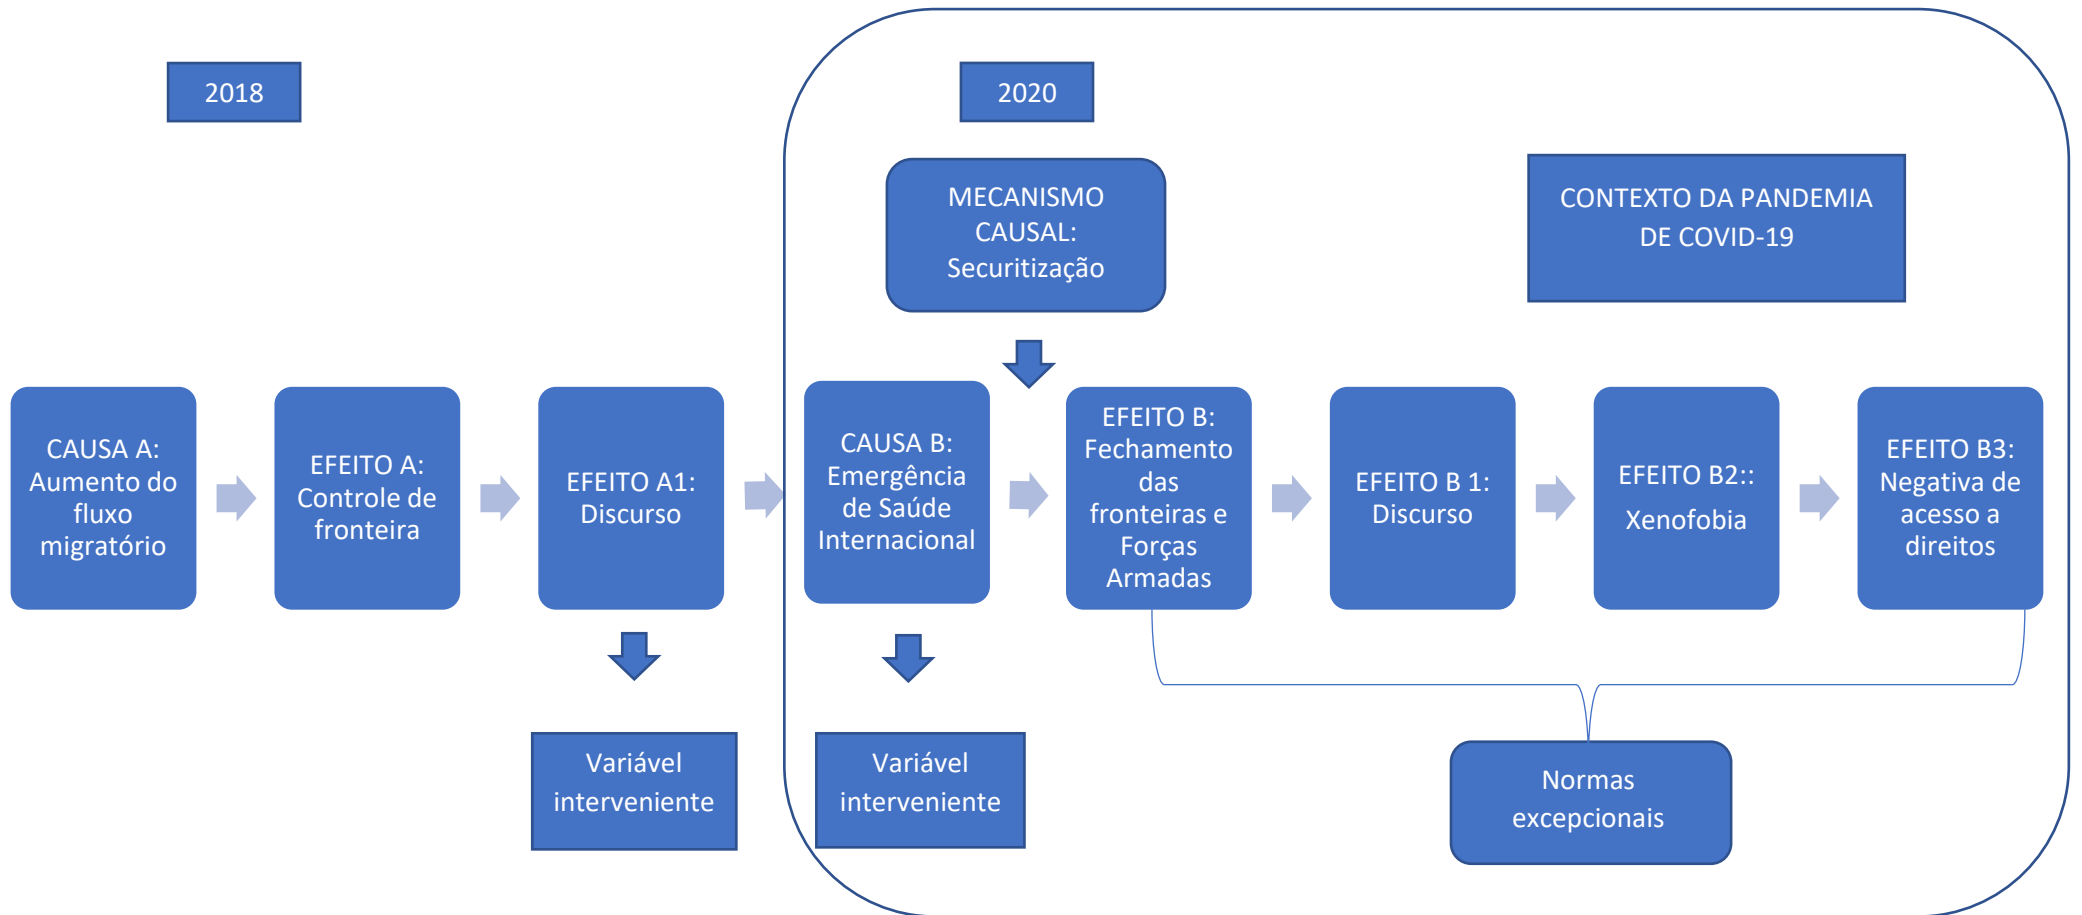 2018
2020
MECANISMO
CAUSAL:
Securitização
CONTEXTO DA PANDEMIA
DE COVID-19
CAUSA A:
Aumento do
fluxo
migratório
EFEITO A:
Controle de
fronteira
EFEITO A1:
Discurso
CAUSA B:
Emergência
de Saúde
Internacional
EFEITO B:
Fechamento
das
fronteiras e
Forças
Armadas
EFEITO B 1:
Discurso
EFEITO B2::
Xenofobia
EFEITO B3:
Negativa de
acesso a
direitos
Variável
interveniente
Variável
interveniente
Normas
excepcionais